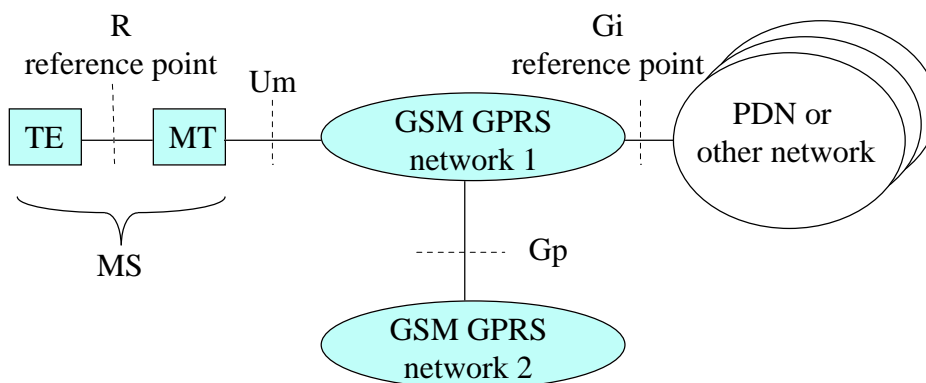 R
reference point
Um
Gi
reference point
TE
MT
GSM GPRS
network 1
PDN or
other network
MS
Gp
GSM GPRS
network 2